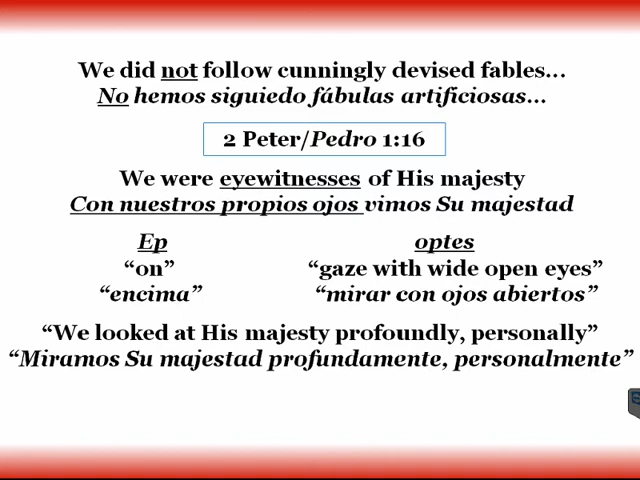 We did not follow cunningly devised fables...
No hemos siguiedo fábulas artificiosas...
2 Peter/Pedro 1:16
We were eyewitnesses of His majesty
Con nuestros propios ojos vimos Su majestad
Ep optes
“on” “gaze with wide open eyes”
“encima” “mirar con ojos abiertos”
“We looked at His majesty profoundly, personally”
“Miramos Su majestad profundamente, personalmente”